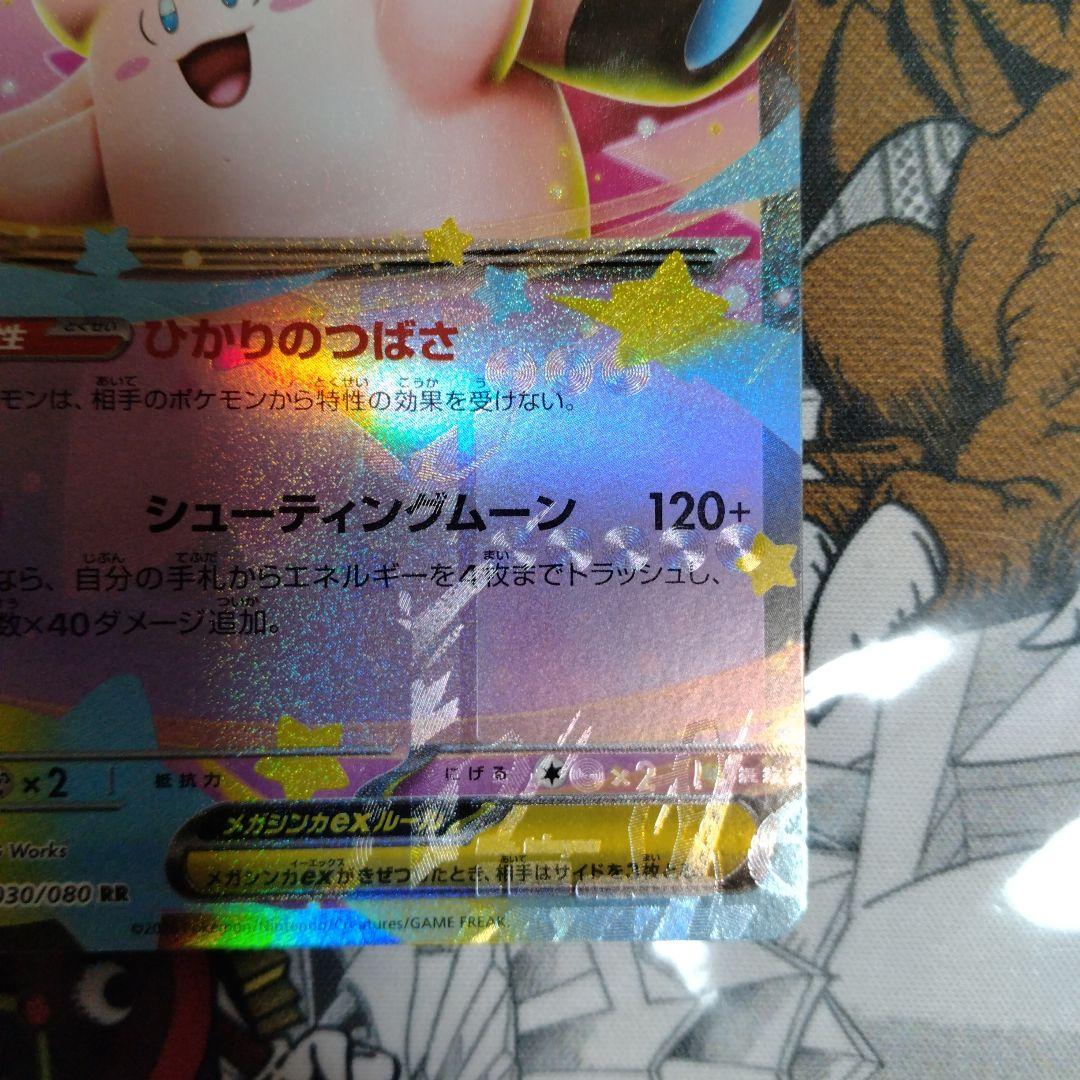 性 とくせい ひかりのつばさ
モンは、相手のポケモンから特性の効果を受けない。
シューティングムーン 120+
なら、自分の手札からエネルギーを4枚までトラッシュし、
数×40ダメージ追加。
×2 抵抗力 にげる ×2
メガシンカexルール
Works
メガシンカexがきぜつしたとき、相手はサイドを3枚とる。
030/080 RR
Pokémon/Nintendo/Creatures/GAME FREAK.